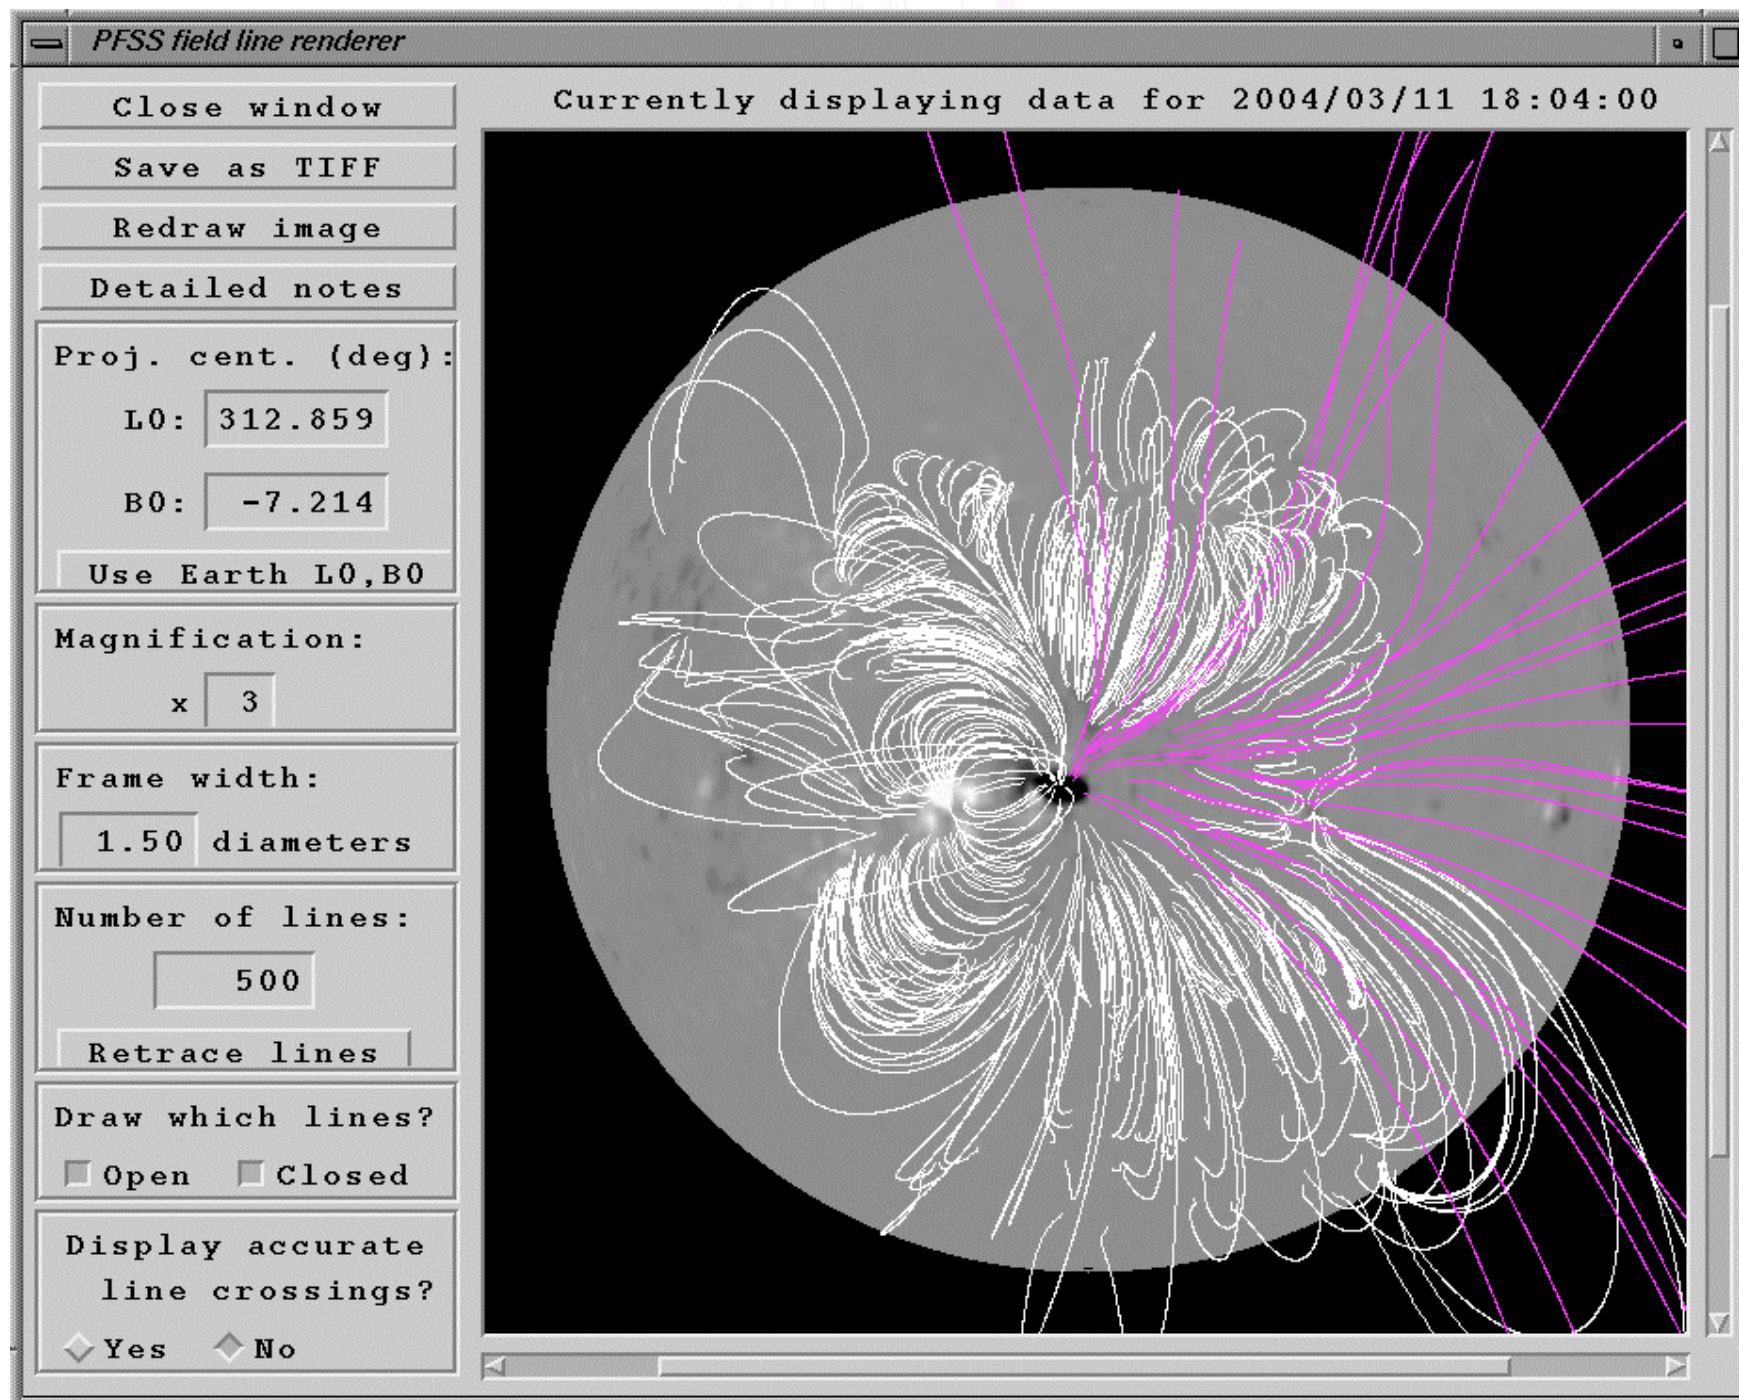 PFSS field line renderer
Close window
Save as TIFF
Redraw image
Detailed notes
Currently displaying data for 2004/03/11 18:04:00
Proj. cent. (deg):
L0: 312.859
B0: -7.214
Use Earth L0,B0
Magnification:
x 3
Frame width:
1.50 diameters
Number of lines:
500
Retrace lines
Draw which lines?
Open Closed
Display accurate
line crossings?
Yes No